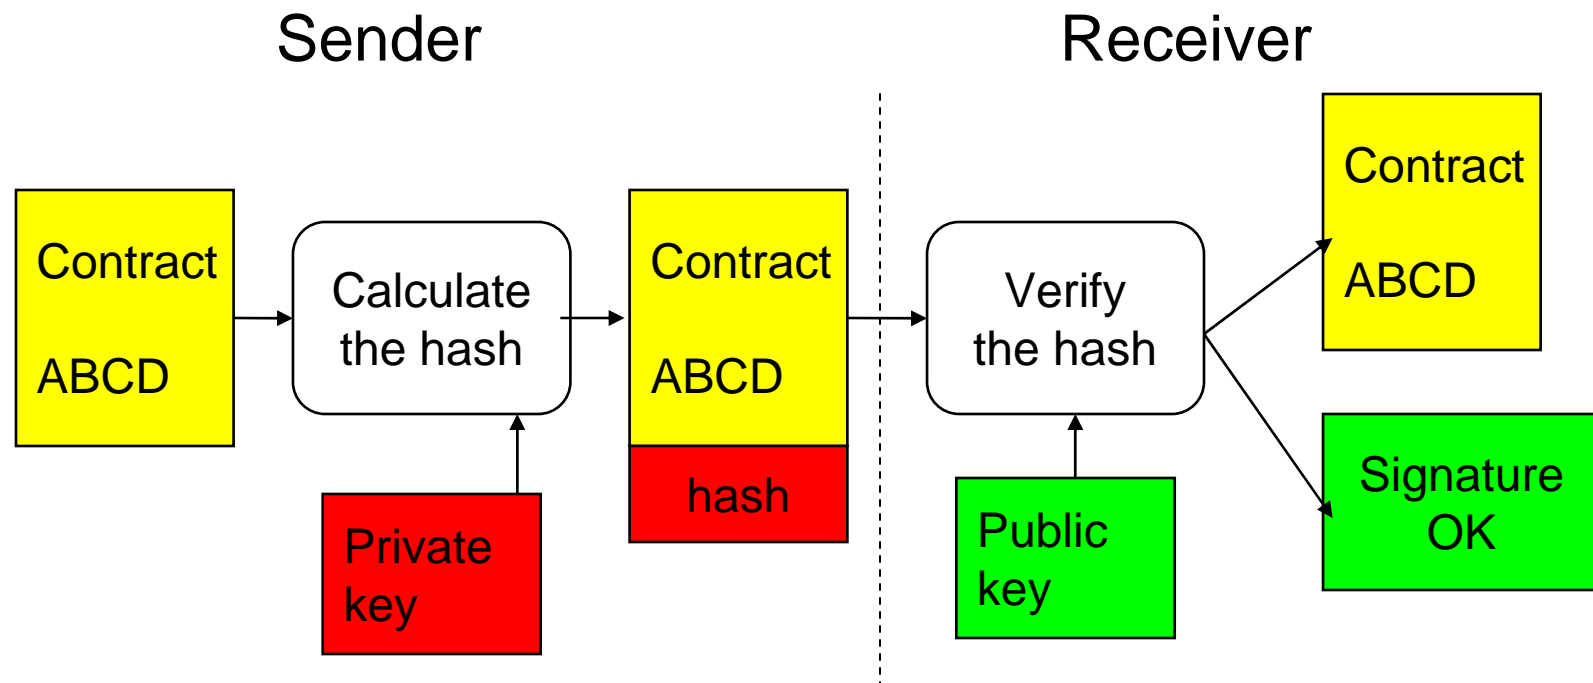 Sender
Receiver
Contract
ABCD
Calculate
the hash
Private
key
Contract
ABCD
hash
Verify
the hash
Public
key
Contract
ABCD
Signature
OK